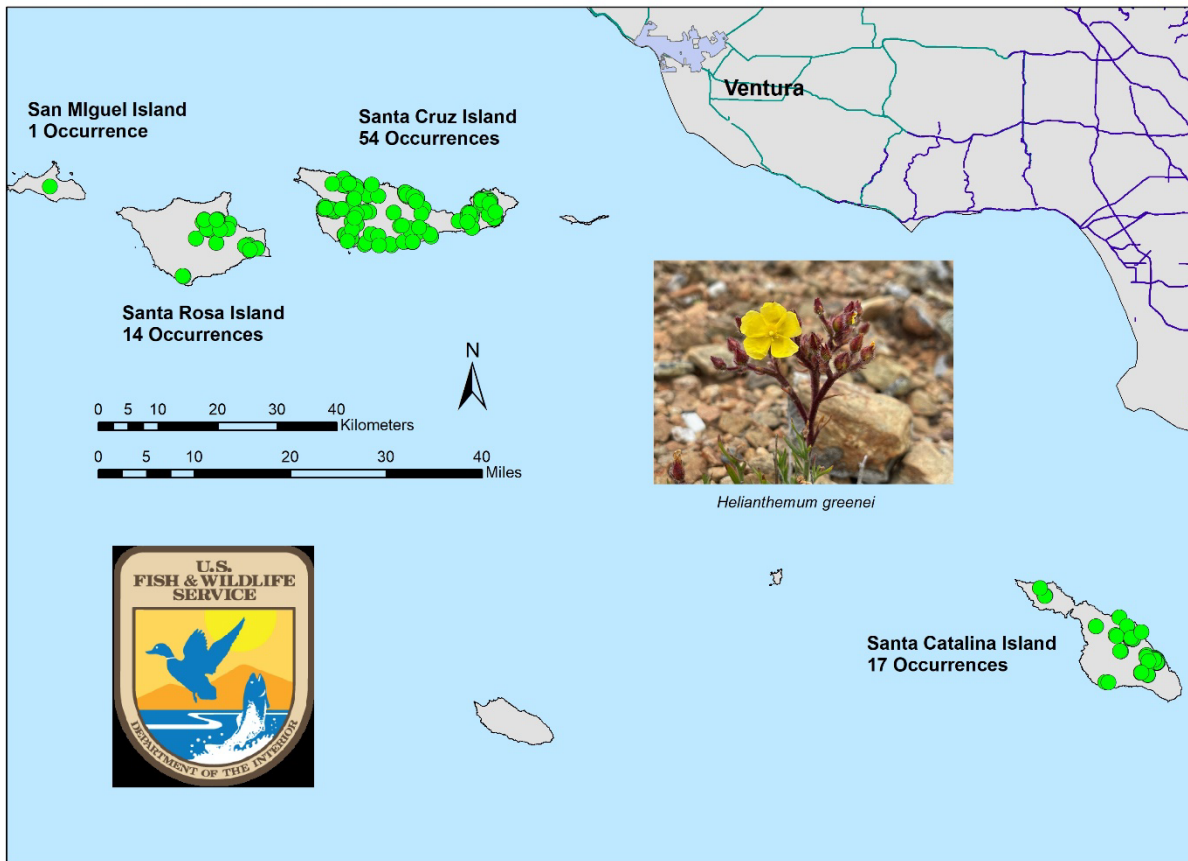 Ventura
San MIguel Island
1 Occurrence
Santa Cruz Island
54 Occurrences
Santa Rosa Island
14 Occurrences
N
0 5 10 20 30 40
Kilometers
0 5 10 20 30 40
Miles
Helianthemum greenei
U.S.
FISH & WILDLIFE
SERVICE
DEPARTMENT OF THE INTERIOR
Santa Catalina Island
17 Occurrences